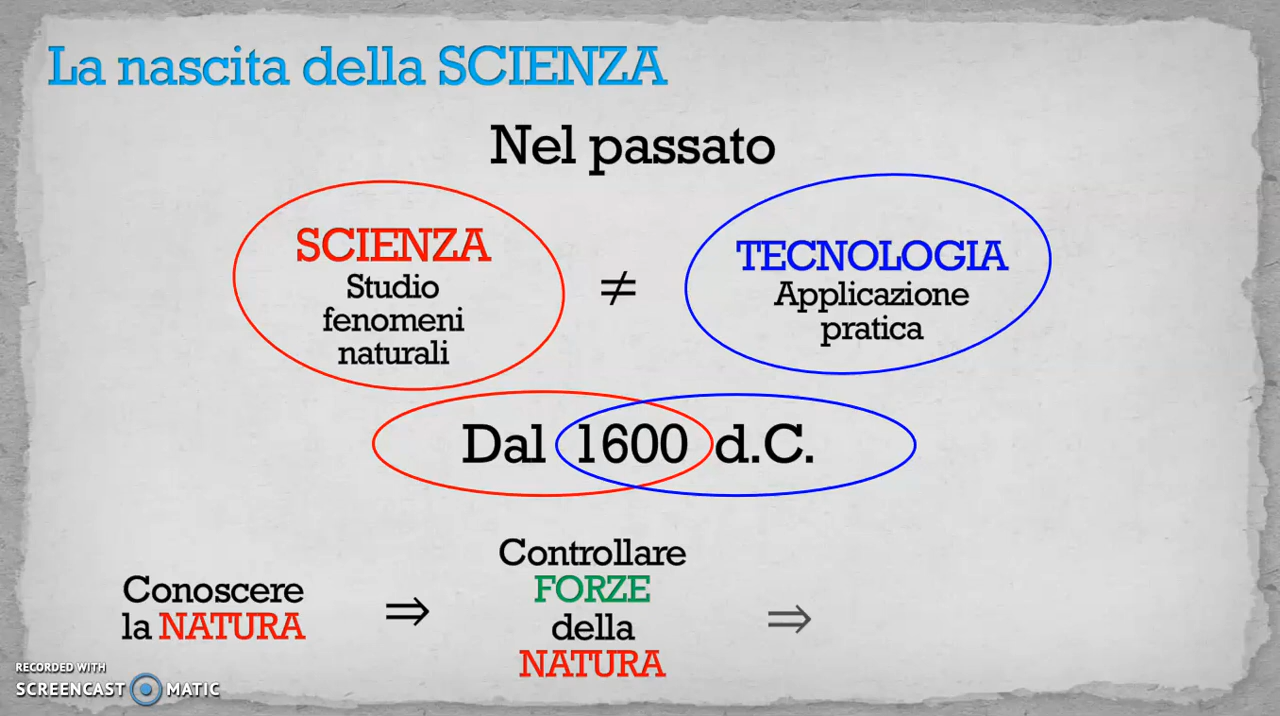 La nascita della SCIENZA
Nel passato
SCIENZA
Studio
fenomeni
naturali
≠
TECNOLOGIA
Applicazione
pratica
Dal 1600 d.C.
Conoscere
la NATURA
⇒
Controllare
FORZE
della
NATURA
⇒
RECORDED WITH
SCREENCAST MATIC